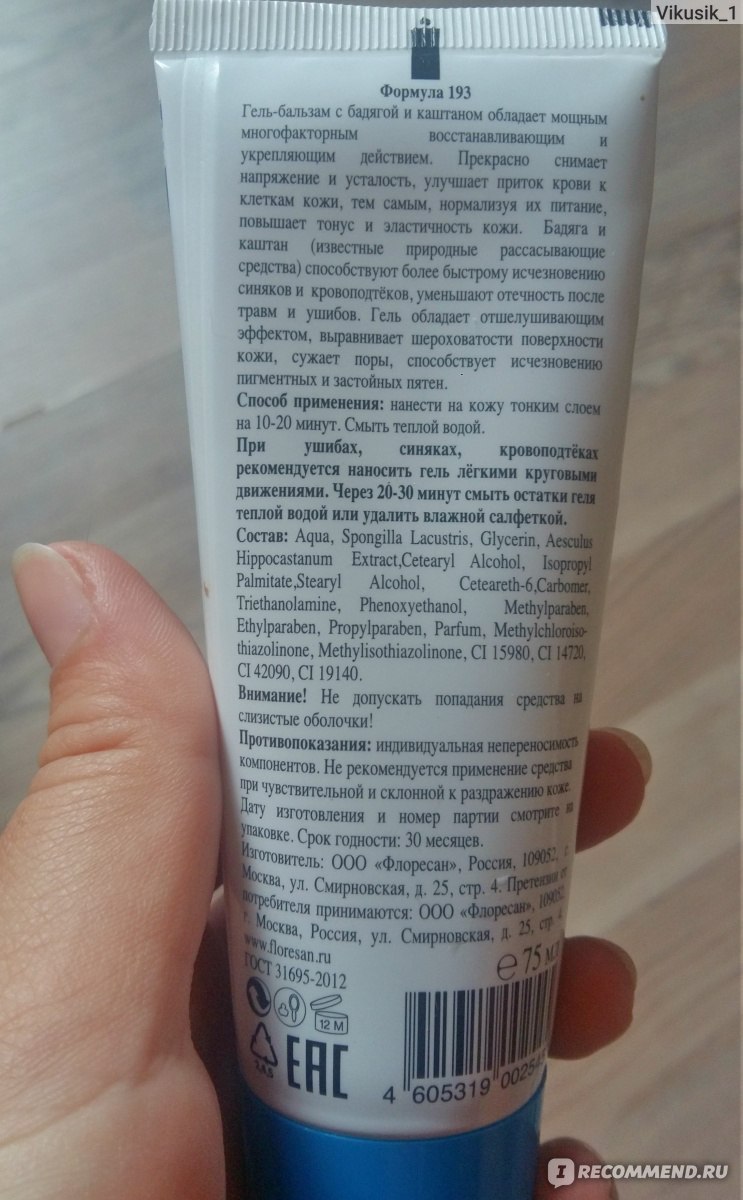 Vikusik_1
Формула 193
Гель-бальзам с бадягой и каштаном обладает мощным
многофакторным восстанавливающим и
укрепляющим действием. Прекрасно снимает
напряжение и усталость, улучшает приток крови к
клеткам кожи, тем самым, нормализуя их питание,
повышает тонус и эластичность кожи. Бадяга и
каштан (известные природные рассасывающие
средства) способствуют более быстрому исчезновению
синяков и кровоподтёков, уменьшают отечность после
травм и ушибов. Гель обладает отшелушивающим
эффектом, выравнивает шероховатости поверхности
кожи, сужает поры, способствует исчезновению
пигментных и застойных пятен.
Способ применения: нанести на кожу тонким слоем
на 10-20 минут. Смыть теплой водой.
При ушибах, синяках, кровоподтёках
рекомендуется наносить гель лёгкими круговыми
движениями. Через 20-30 минут смыть остатки геля
теплой водой или удалить влажной салфеткой.
Состав: Aqua, Spongilla Lacustris, Glycerin, Aesculus
Hippocastanum Extract,Cetearyl Alcohol, Isopropyl
Palmitate,Stearyl Alcohol, Ceteareth-6,Carbomer,
Triethanolamine, Phenoxyethanol, Methylparaben,
Ethylparaben, Propylparaben, Parfum, Methylchloroiso-
thiazolinone, Methylisothiazolinone, CI 15980, CI 14720,
CI 42090, CI 19140.
Внимание! Не допускать попадания средства на
слизистые оболочки!
Противопоказания: индивидуальная непереносимость
компонентов. Не рекомендуется применение средства
при чувствительной и склонной к раздражению коже.
Дату изготовления и номер партии смотрите на
упаковке. Срок годности: 30 месяцев.
Изготовитель: ООО «Флоресан», Россия, 109052, г.
Москва, ул. Смирновская, д. 25, стр. 4. Претензии от
потребителя принимаются: ООО «Флоресан», 109052,
г. Москва, Россия, ул. Смирновская, д. 25, стр. 4.
www.floresan.ru
ГОСТ 31695-2012
℮ 75 мл
12 M
EAC
4 605319 00254
IRECOMMEND.RU